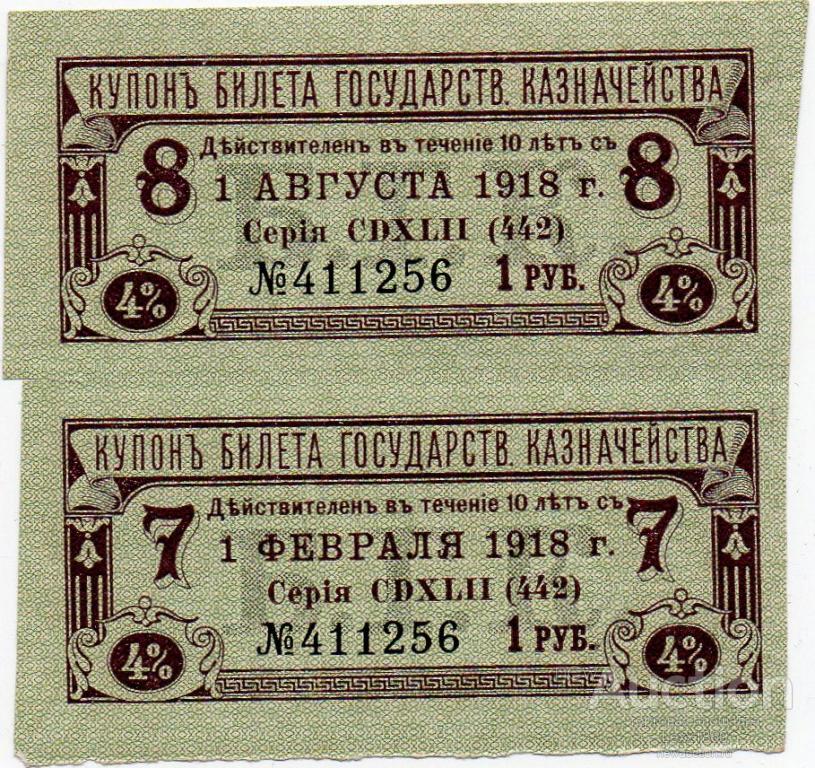 КУПОНЪ БИЛЕТА ГОСУДАРСТВ. КАЗНАЧЕЙСТВА
8 Дѣйствителенъ въ теченіе 10 лѣтъ съ 8
1 АВГУСТА 1918 г.
Серія CDXLII (442)
4% №411256 1 РУБ. 4%
КУПОНЪ БИЛЕТА ГОСУДАРСТВ. КАЗНАЧЕЙСТВА
7 Дѣйствителенъ въ теченіе 10 лѣтъ съ 7
1 ФЕВРАЛЯ 1918 г.
Серія CDXLII (442)
4% №411256 1 РУБ. 4%
Auction